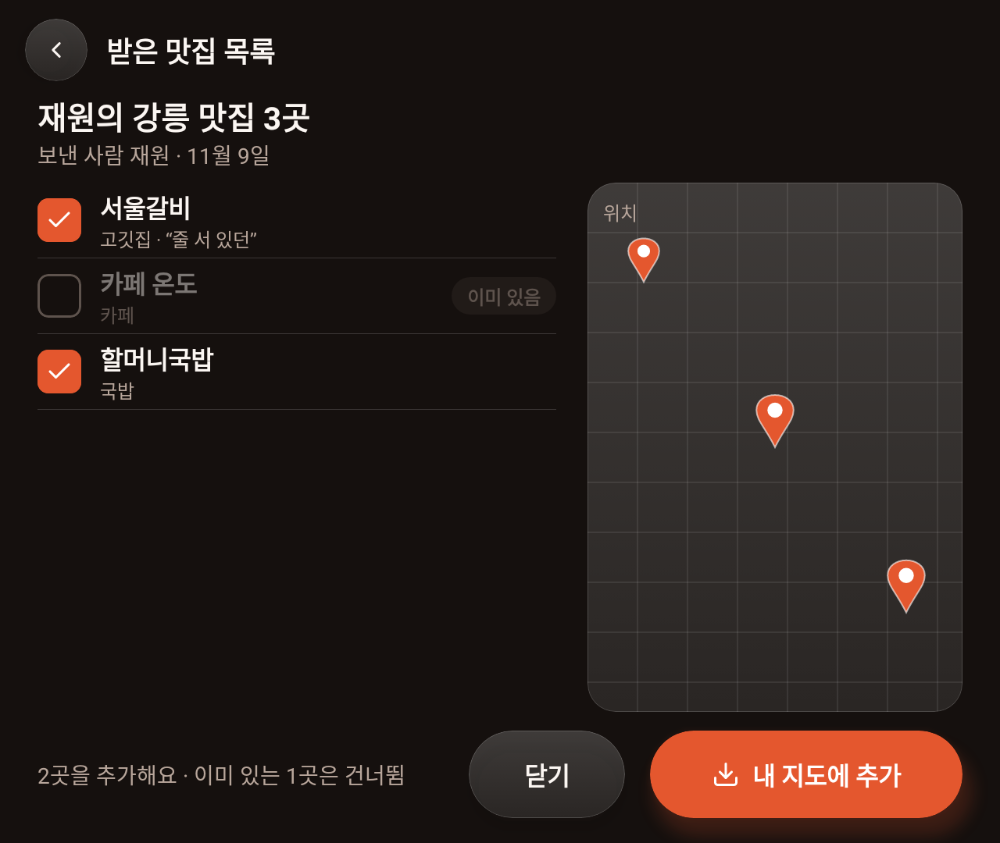 받은 맛집 목록
재원의 강릉 맛집 3곳
보낸 사람 재원 · 11월 9일
서울갈비
고깃집 · “줄 서 있던”
카페 온도
카페
이미 있음
할머니국밥
국밥
위치
2곳을 추가해요 · 이미 있는 1곳은 건너뜀
닫기
내 지도에 추가